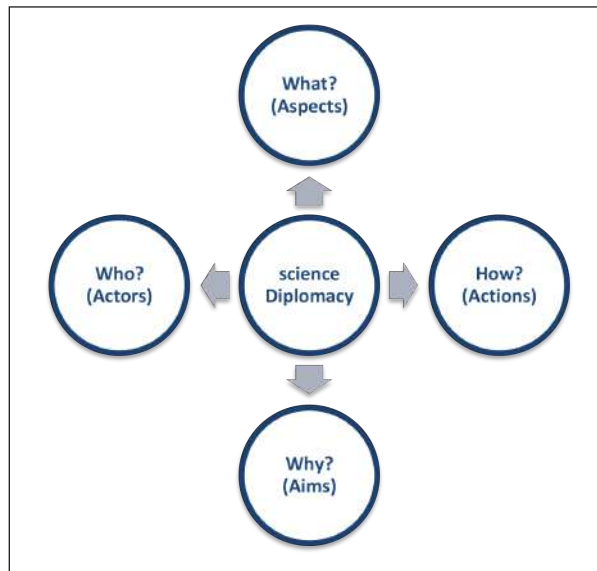 What?
(Aspects)
Who?
(Actors)
science
Diplomacy
How?
(Actions)
Why?
(Aims)